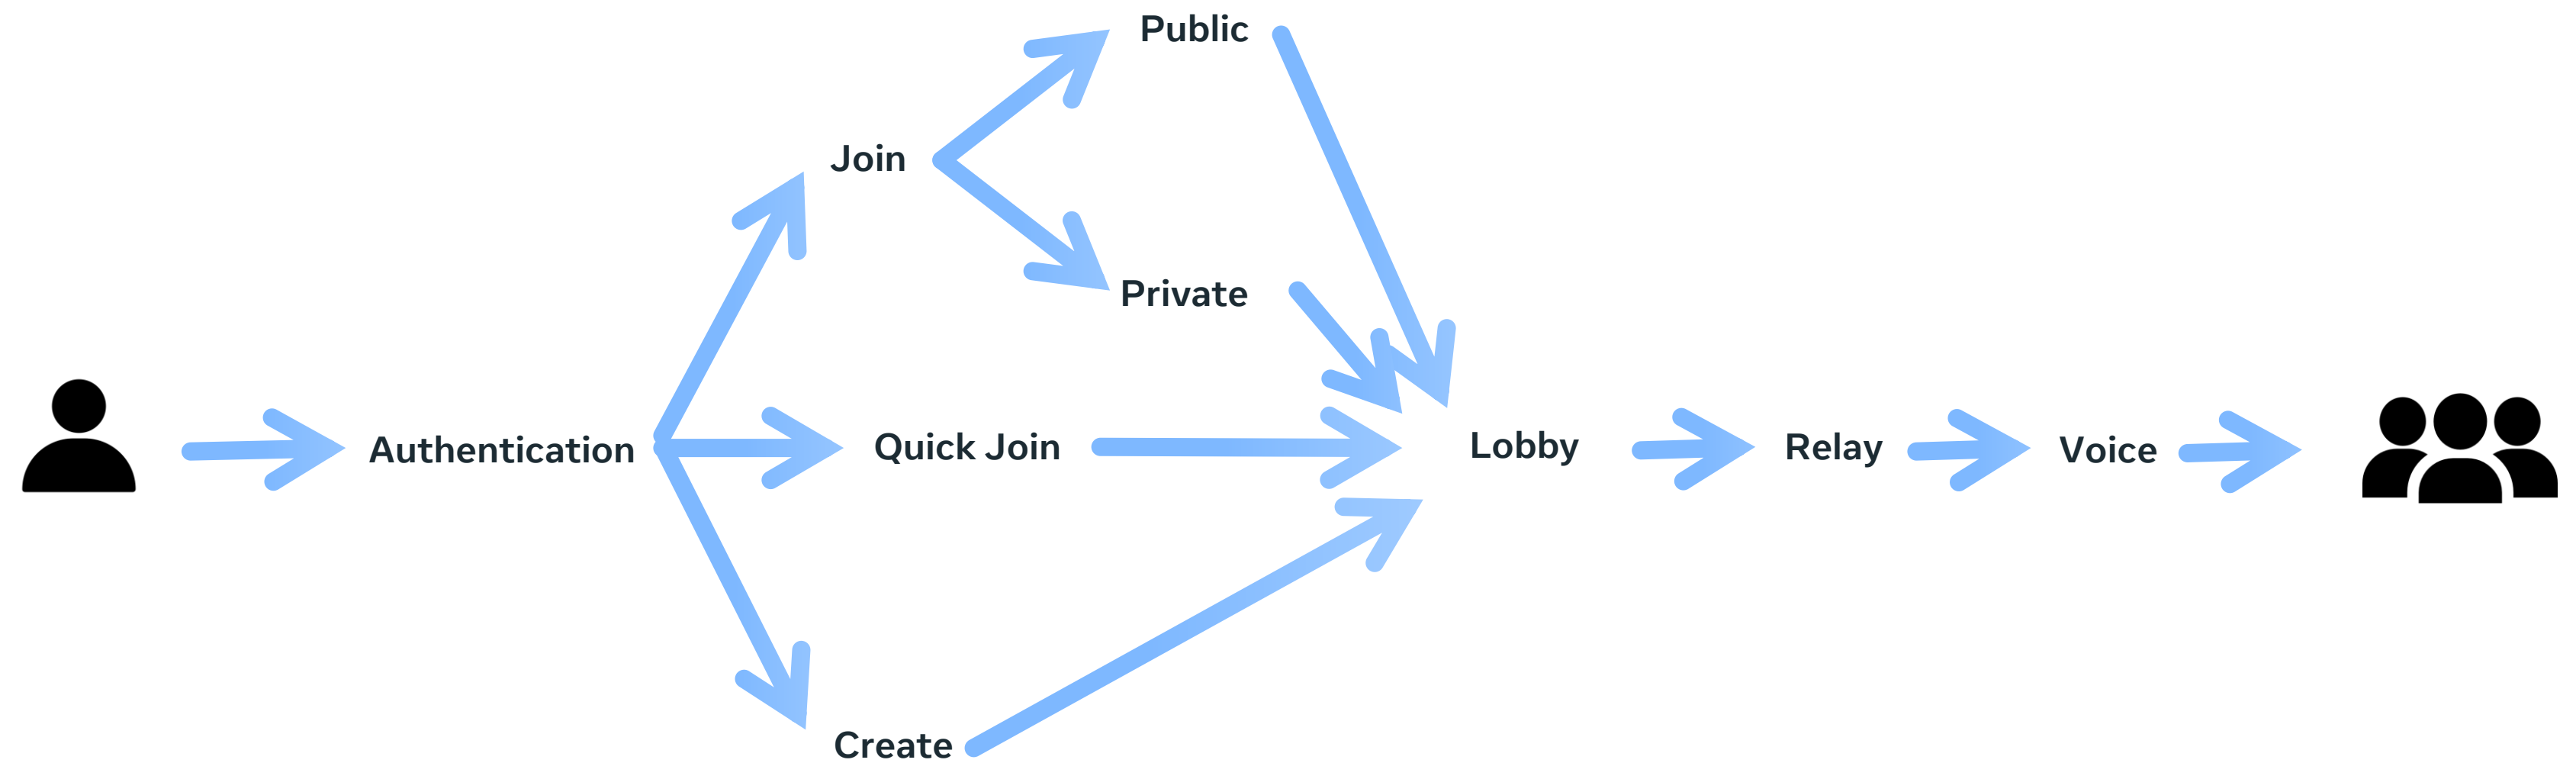 Public
Join
Private
Authentication
Quick Join
Lobby
Relay
Voice
Create